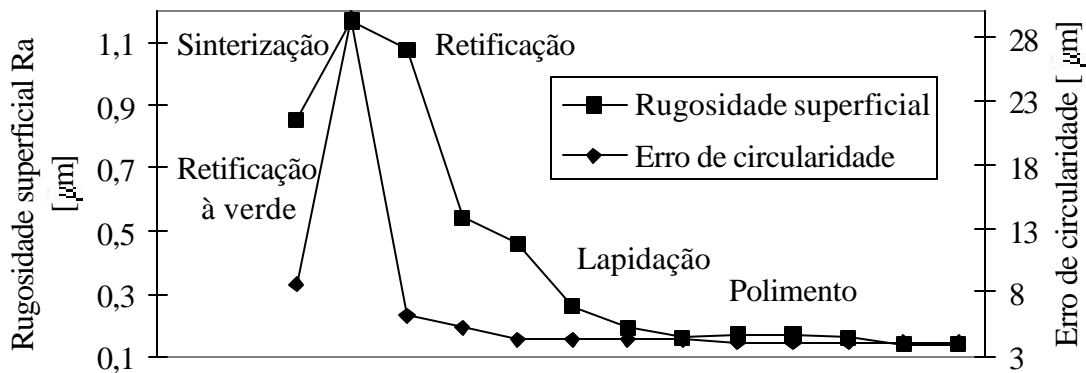 Rugosidade superficial Ra
[μm]
1,1
0,9
0,7
0,5
0,3
0,1
Sinterização
Retificação
Retificação
à verde
Lapidação
Polimento
Rugosidade superficial
Erro de circularidade
28
23
18
13
8
3
Erro de circularidade [μm]